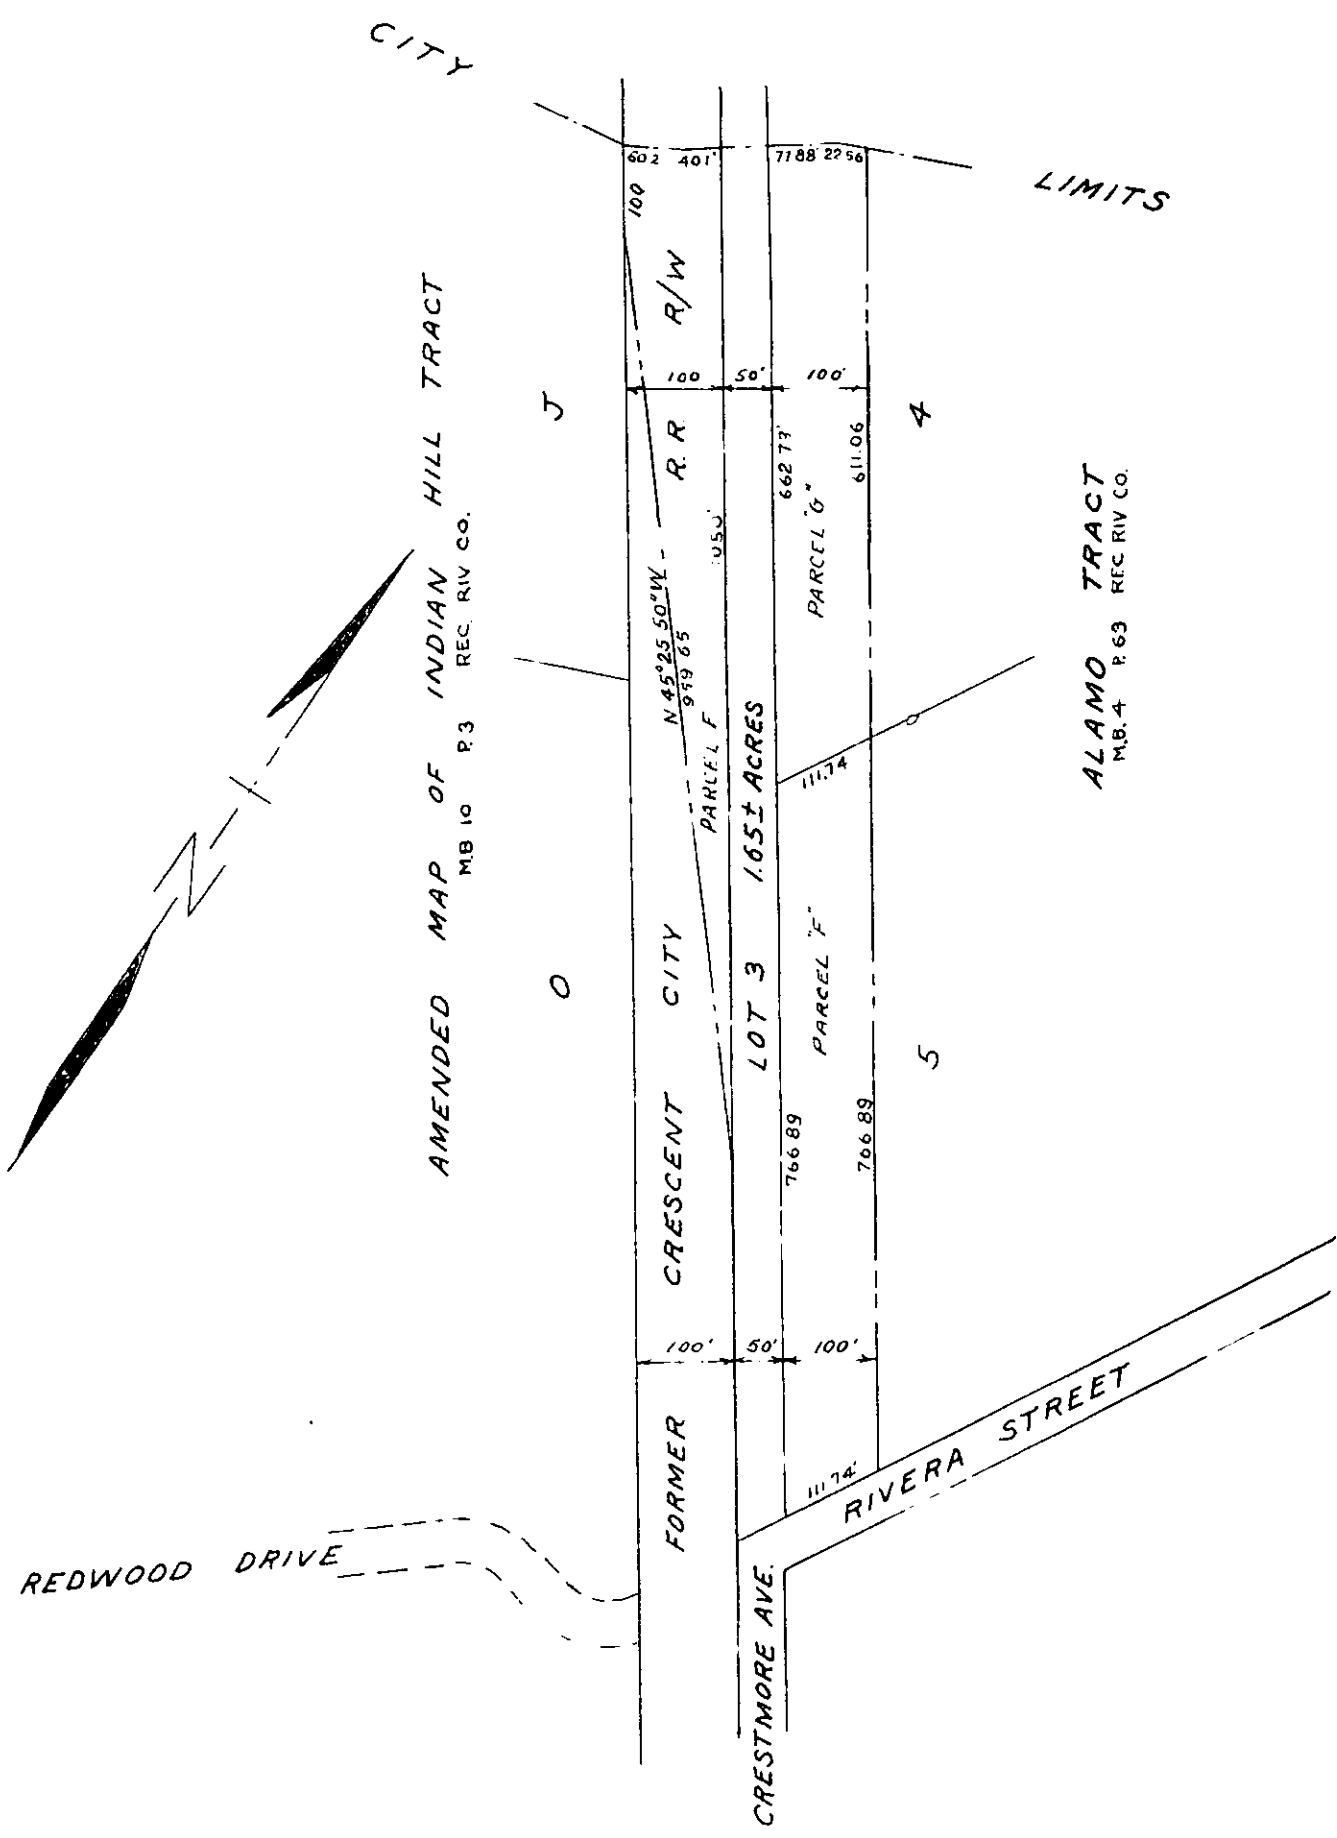 CITY
LIMITS
602 401'
7788 2256
100
R/W
100 50' 100'
R.R
AMENDED MAP OF INDIAN HILL TRACT
M.B 10 P.3 REC. RIV CO.
J
4
662 73'
611.06
PARCEL "G"
N 45° 25 50" W
959 65
PARCEL F
ALAMO TRACT
M.B. 4 P. 63 REC RIV CO.
N
111.74
LOT 3 1.65± ACRES
O
PARCEL "F"
5
766 89
766 89
CITY
CRESCENT
100' 50' 100'
FORMER
111 74'
RIVERA STREET
REDWOOD DRIVE
CRESTMORE AVE.